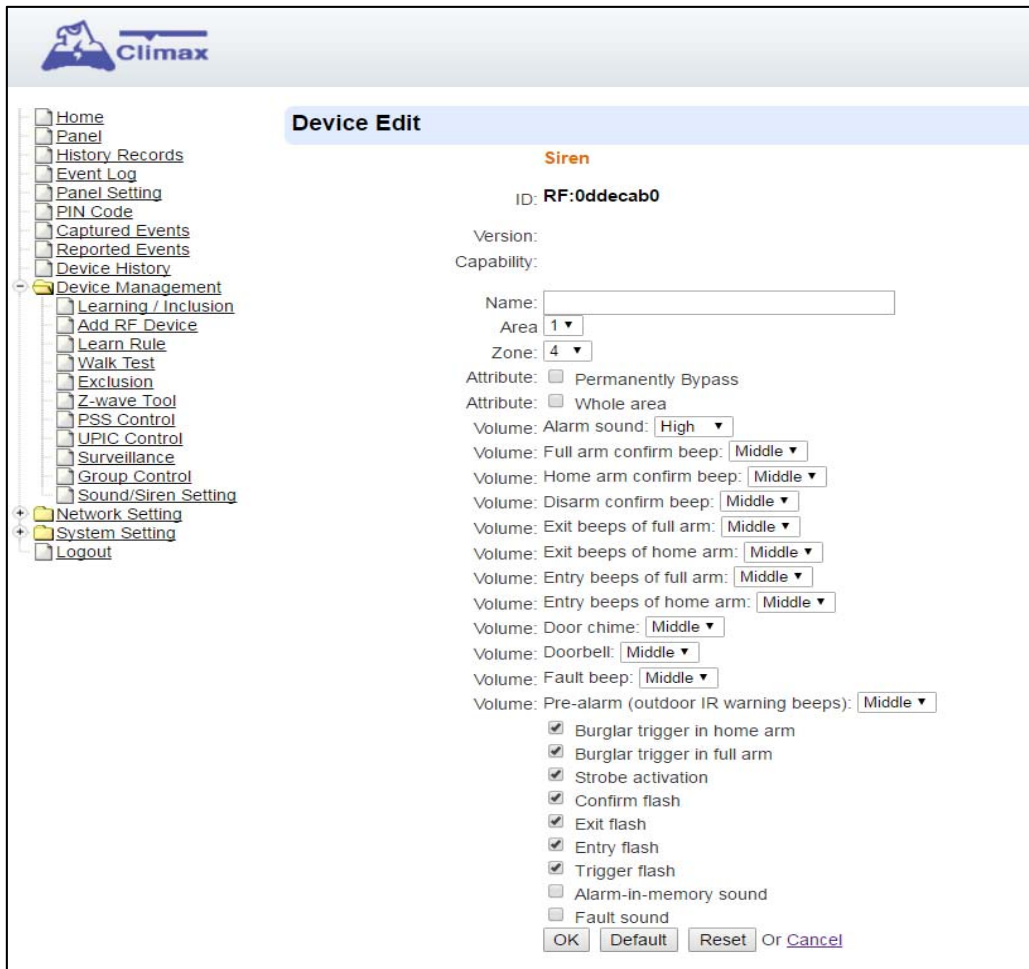 Climax
Home
Panel
History Records
Event Log
Panel Setting
PIN Code
Captured Events
Reported Events
Device History
Device Management
Learning / Inclusion
Add RF Device
Learn Rule
Walk Test
Exclusion
Z-wave Tool
PSS Control
UPIC Control
Surveillance
Group Control
Sound/Siren Setting
Network Setting
System Setting
Logout
Device Edit
Siren
ID: RF:0ddecab0
Version:
Capability:
Name:
Area 1
Zone: 4
Attribute: Permanently Bypass
Attribute: Whole area
Volume: Alarm sound: High
Volume: Full arm confirm beep: Middle
Volume: Home arm confirm beep: Middle
Volume: Disarm confirm beep: Middle
Volume: Exit beeps of full arm: Middle
Volume: Exit beeps of home arm: Middle
Volume: Entry beeps of full arm: Middle
Volume: Entry beeps of home arm: Middle
Volume: Door chime: Middle
Volume: Doorbell: Middle
Volume: Fault beep: Middle
Volume: Pre-alarm (outdoor IR warning beeps): Middle
Burglar trigger in home arm
Burglar trigger in full arm
Strobe activation
Confirm flash
Exit flash
Entry flash
Trigger flash
Alarm-in-memory sound
Fault sound
OK Default Reset Or Cancel